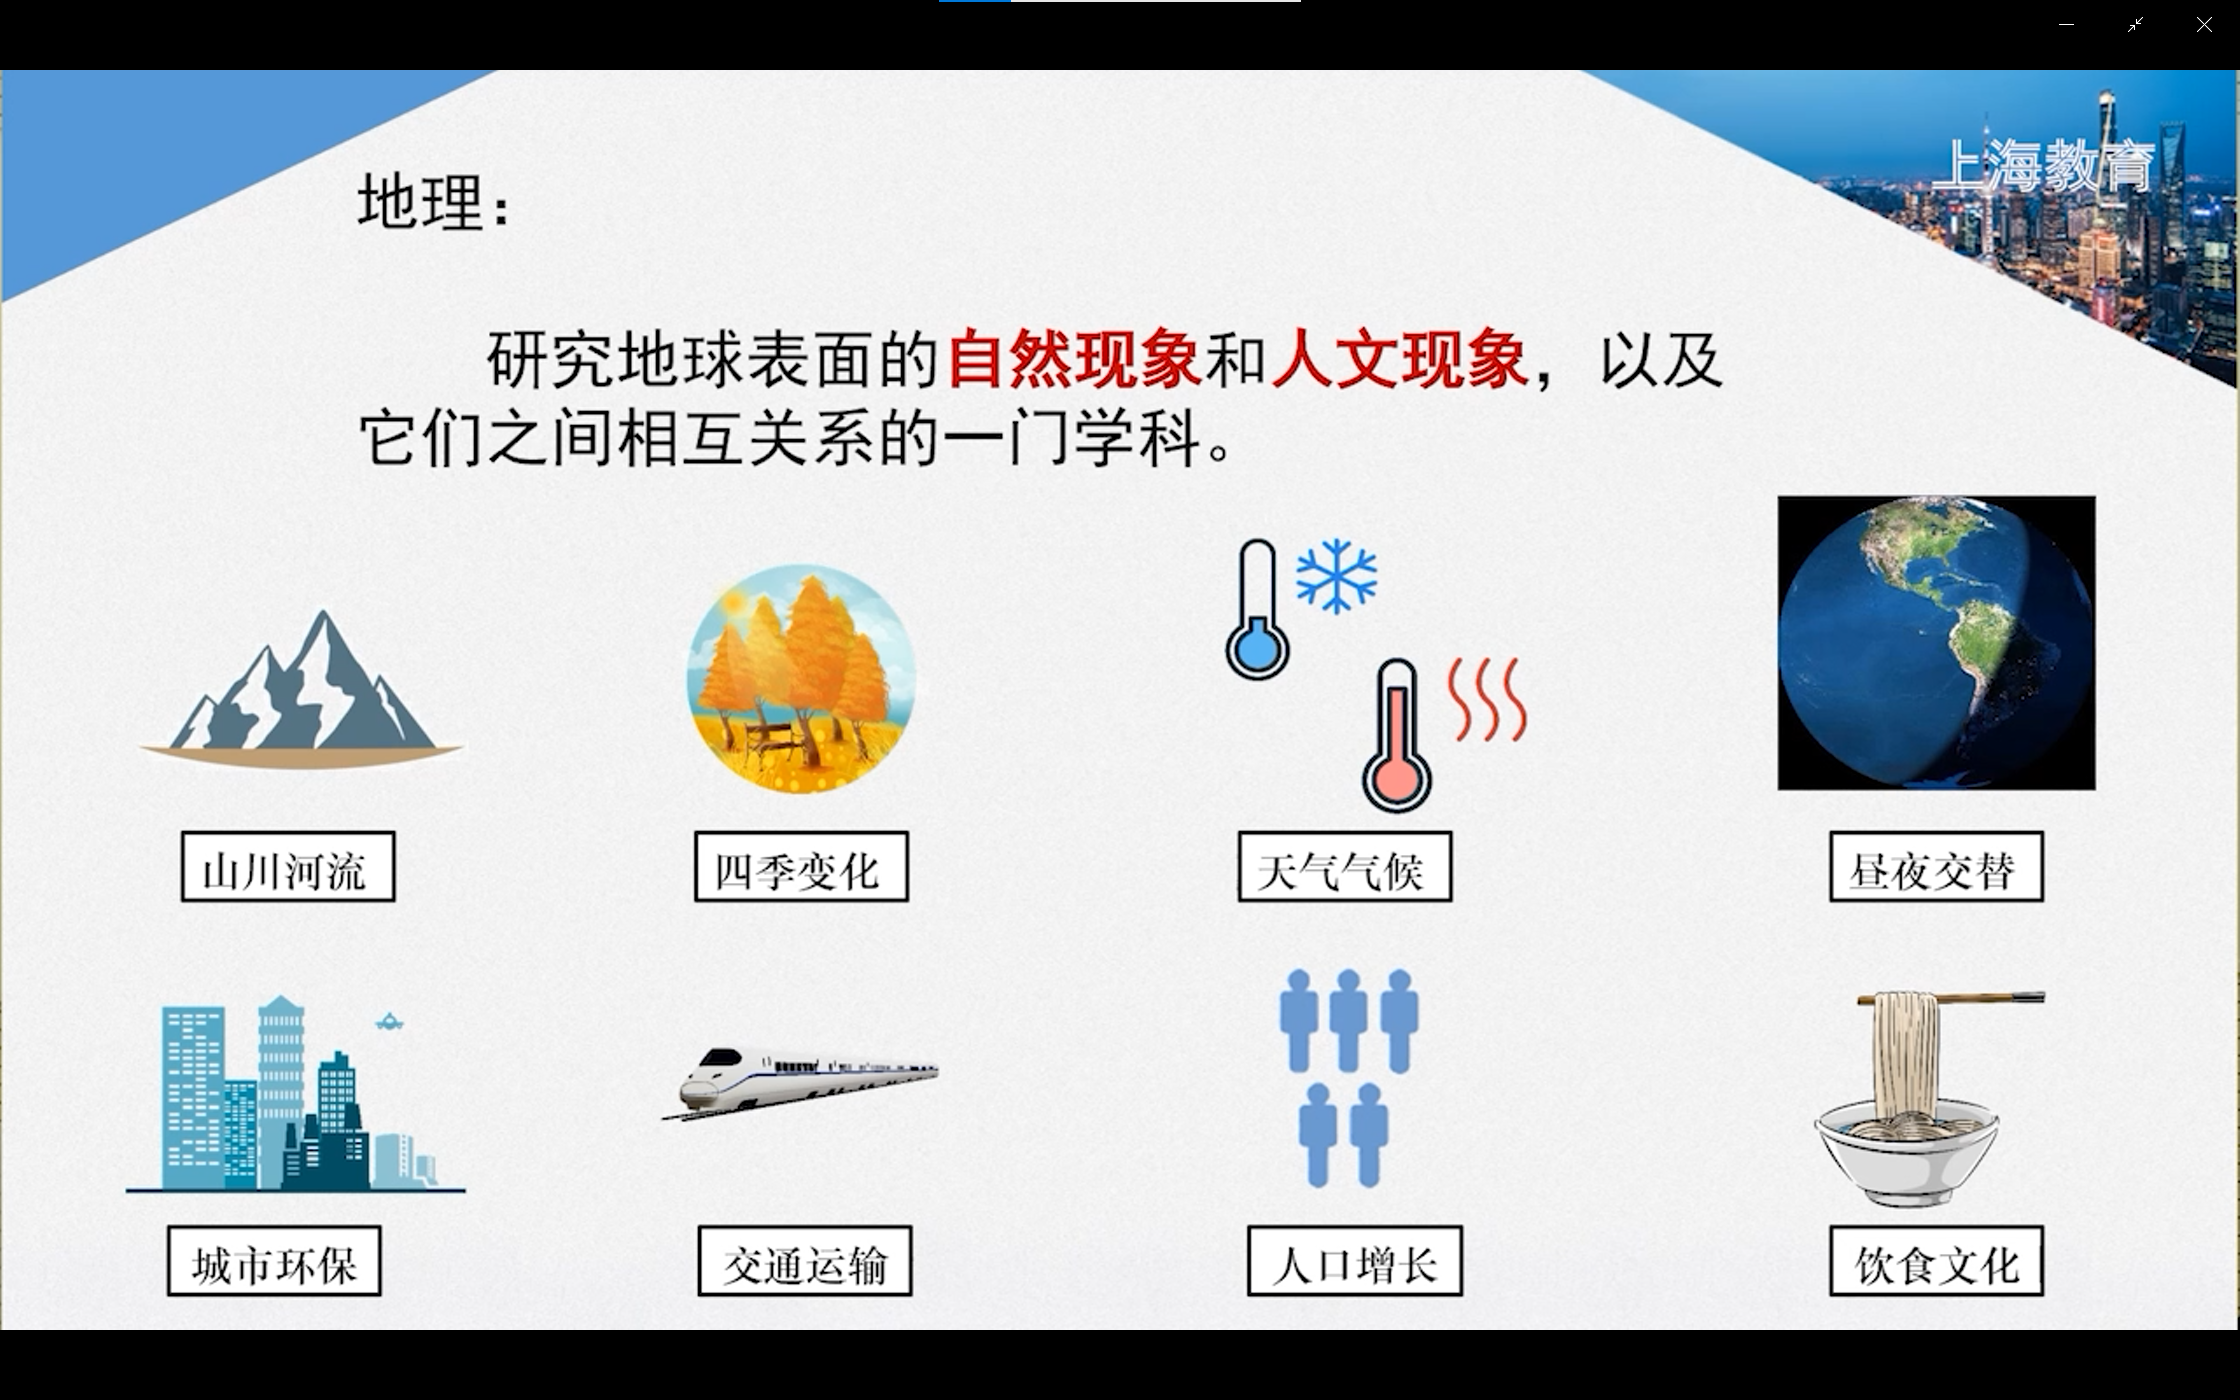 上海教育
地理：
研究地球表面的自然现象和人文现象，以及
它们之间相互关系的一门学科。
山川河流
四季变化
天气气候
昼夜交替
城市环保
交通运输
人口增长
饮食文化